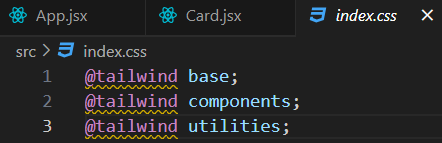 App.jsx Card.jsx index.css
src > index.css
1 @tailwind base;
2 @tailwind components;
3 @tailwind utilities;